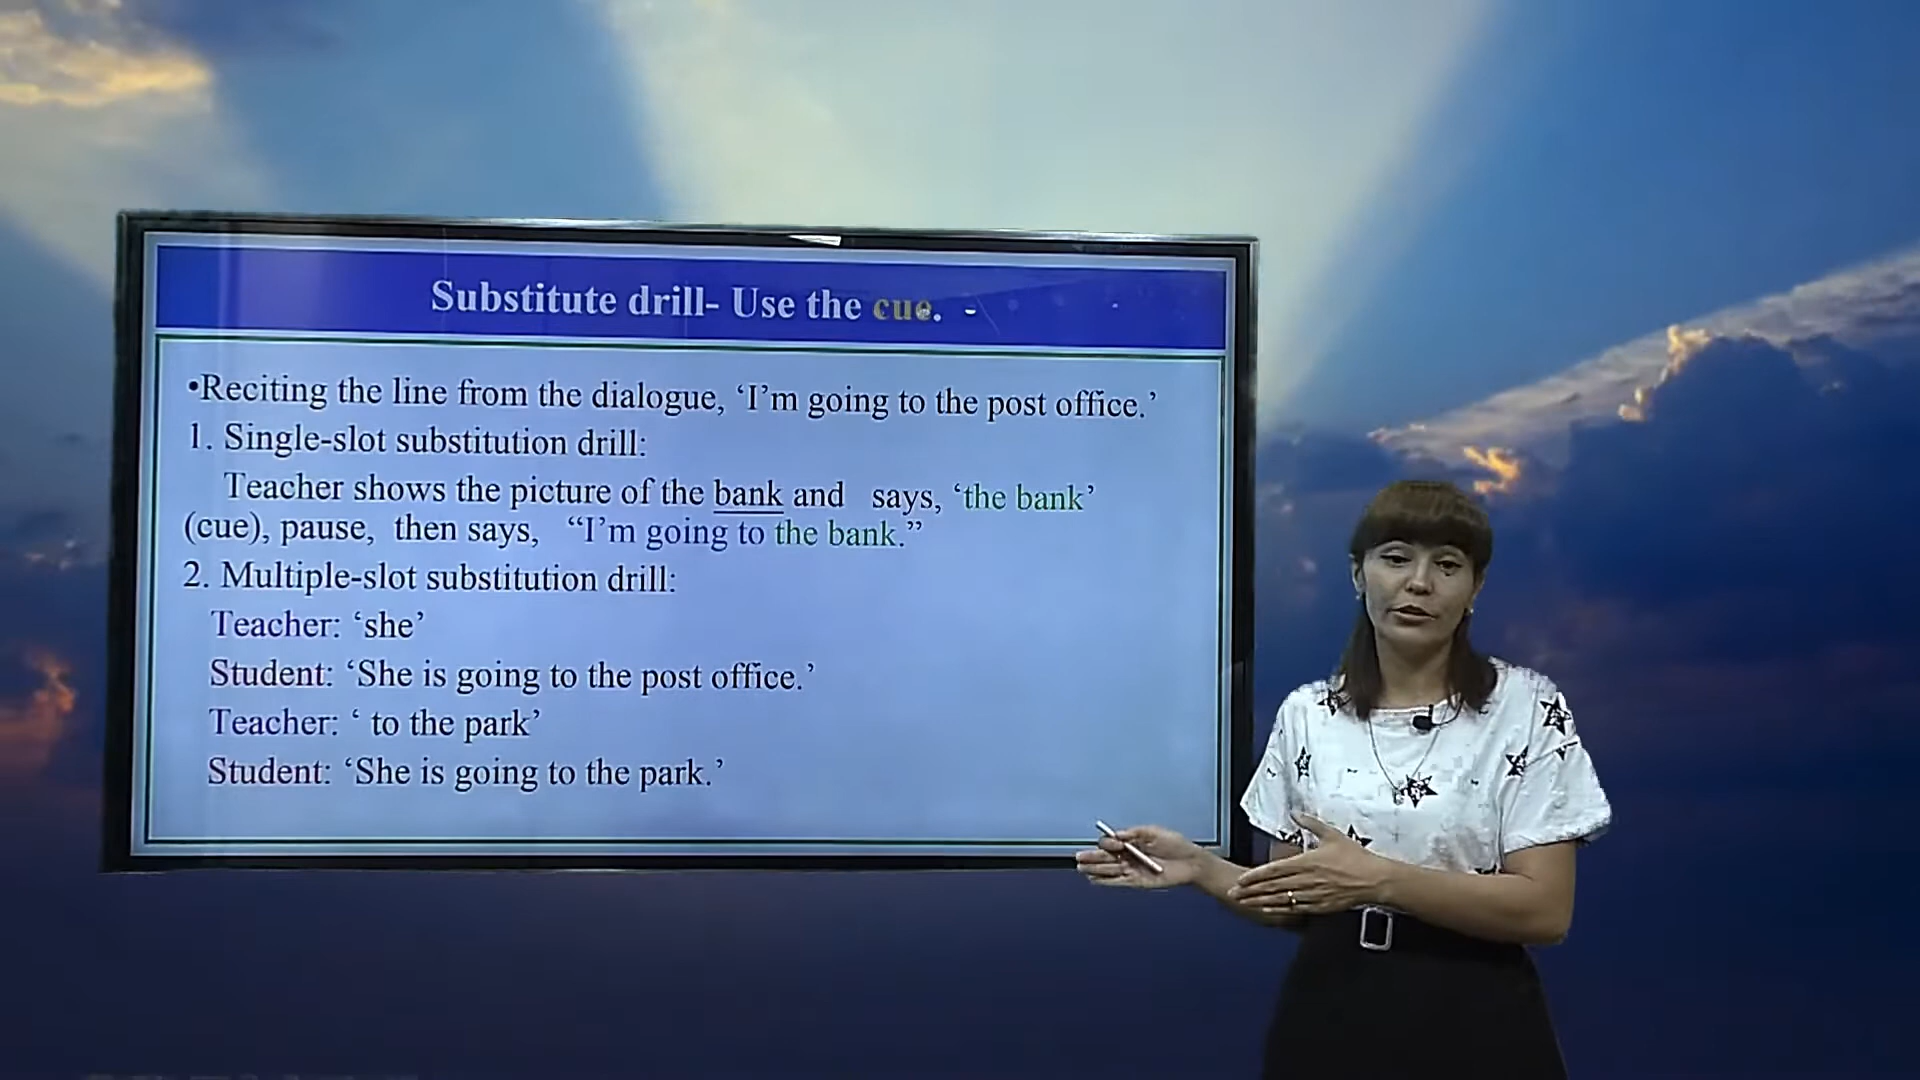 Substitute drill- Use the cue.
•Reciting the line from the dialogue, ‘I’m going to the post office.’
1. Single-slot substitution drill:
Teacher shows the picture of the bank and says, ‘the bank’
(cue), pause, then says, “I’m going to the bank.”
2. Multiple-slot substitution drill:
Teacher: ‘she’
Student: ‘She is going to the post office.’
Teacher: ‘ to the park’
Student: ‘She is going to the park.’